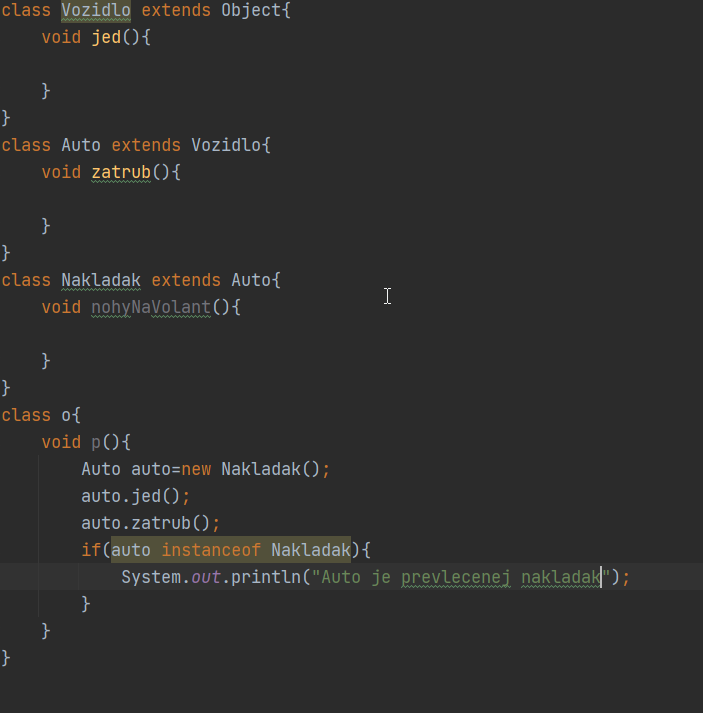 class Vozidlo extends Object{
    void jed(){

    }
}
class Auto extends Vozidlo{
    void zatrub(){

    }
}
class Nakladak extends Auto{
    void nohyNaVolant(){

    }
}
class o{
    void p(){
        Auto auto=new Nakladak();
        auto.jed();
        auto.zatrub();
        if(auto instanceof Nakladak){
            System.out.println("Auto je prevlecenej nakladak");
        }
    }
}